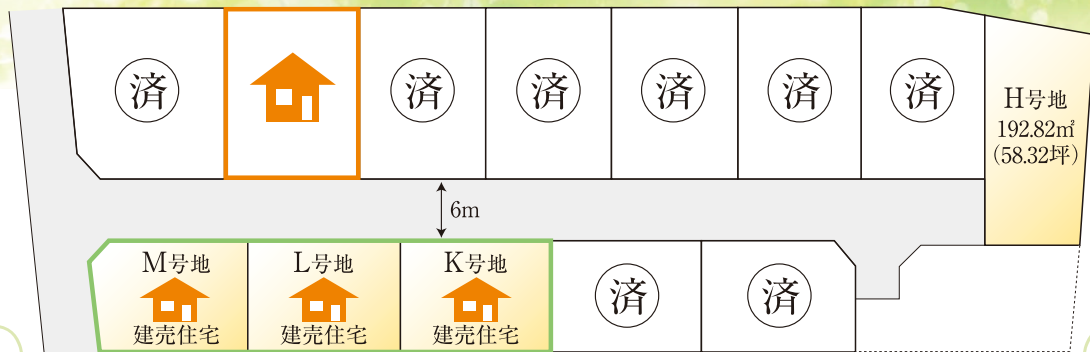 済
済
済
済
済
済
H号地
192.82㎡
(58.32坪)
6m
M号地
建売住宅
L号地
建売住宅
K号地
建売住宅
済
済